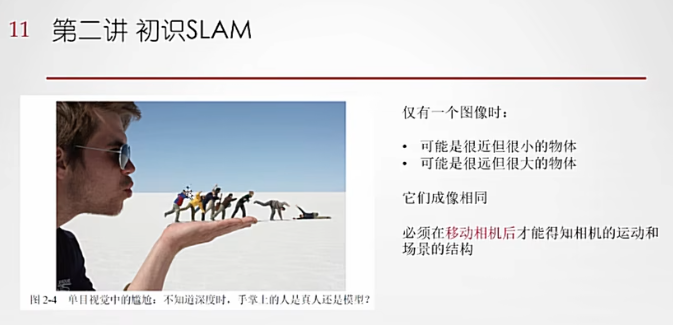 11 第二讲 初识SLAM
仅有一个图像时：
• 可能是很近但很小的物体
• 可能是很远但很大的物体
它们成像相同
必须在移动相机后才能得知相机的运动和
场景的结构
图 2-4 单目视觉中的尴尬：不知道深度时，手掌上的人是真人还是模型？